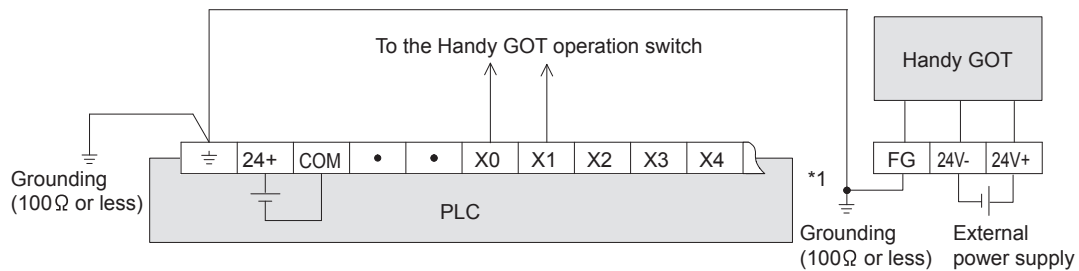 To the Handy GOT operation switch
Handy GOT
24+ COM • • X0 X1 X2 X3 X4
FG 24V- 24V+
Grounding
(100Ω or less)
PLC
*1
Grounding
(100Ω or less)
External
power supply